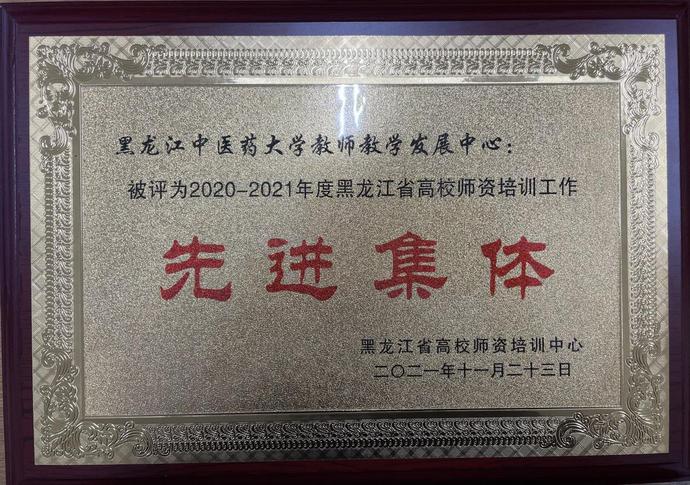 黑龙江中医药大学教师教学发展中心：
被评为2020-2021年度黑龙江省高校师资培训工作
先进集体
黑龙江省高校师资培训中心
二〇二一年十一月二十三日